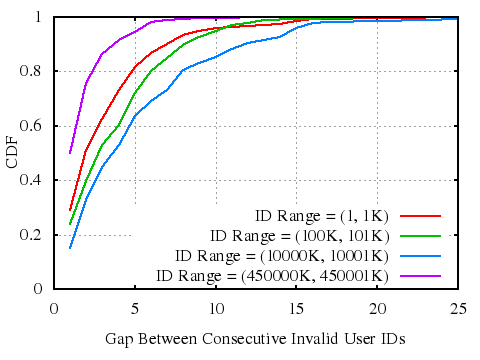 1
0.8
0.6
0.4
0.2
0
CDF
ID Range = (1, 1K)
ID Range = (100K, 101K)
ID Range = (10000K, 10001K)
ID Range = (450000K, 450001K)
0 5 10 15 20 25
Gap Between Consecutive Invalid User IDs